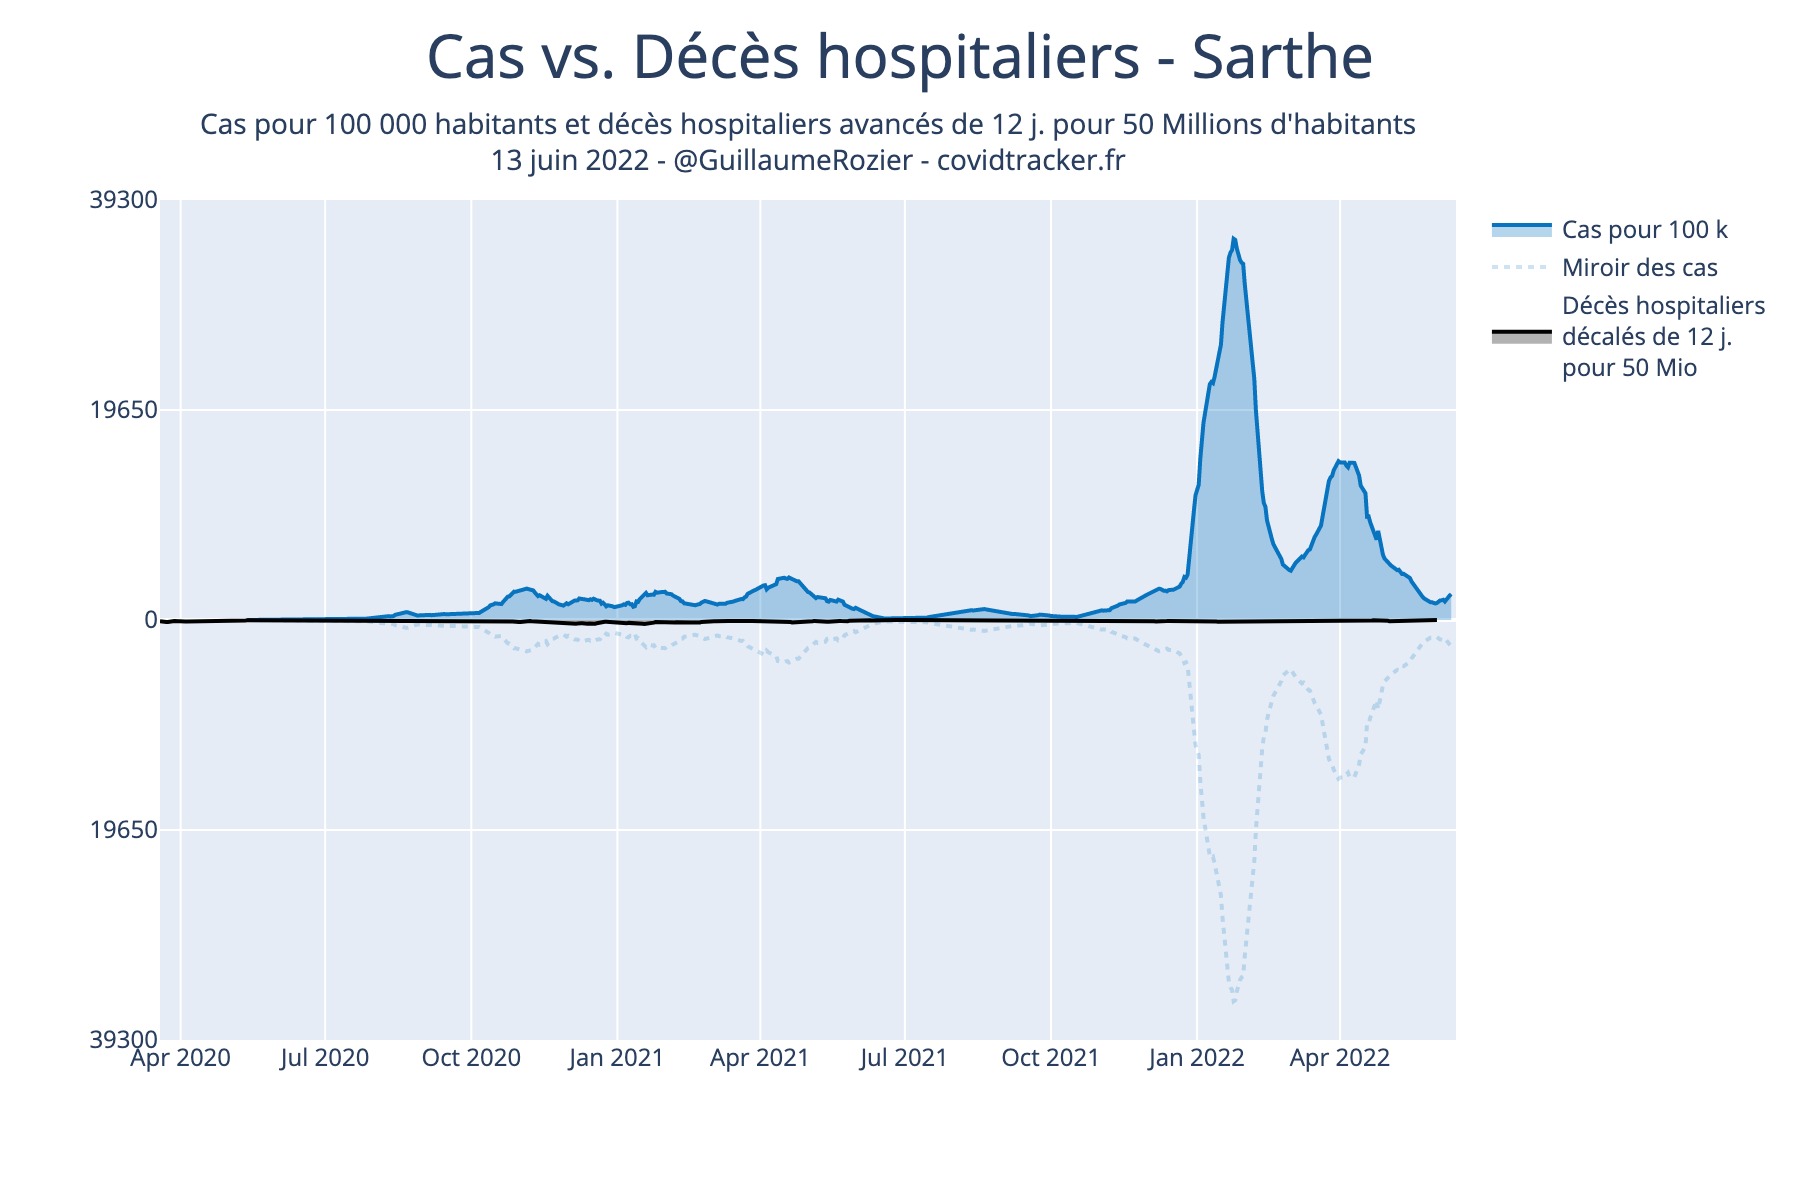 Cas vs. Décès hospitaliers - Sarthe
Cas pour 100 000 habitants et décès hospitaliers avancés de 12 j. pour 50 Millions d'habitants
13 juin 2022 - @GuillaumeRozier - covidtracker.fr
39300
19650
0
19650
39300
Apr 2020
Jul 2020
Oct 2020
Jan 2021
Apr 2021
Jul 2021
Oct 2021
Jan 2022
Apr 2022
Cas pour 100 k
Miroir des cas
Décès hospitaliers
décalés de 12 j.
pour 50 Mio